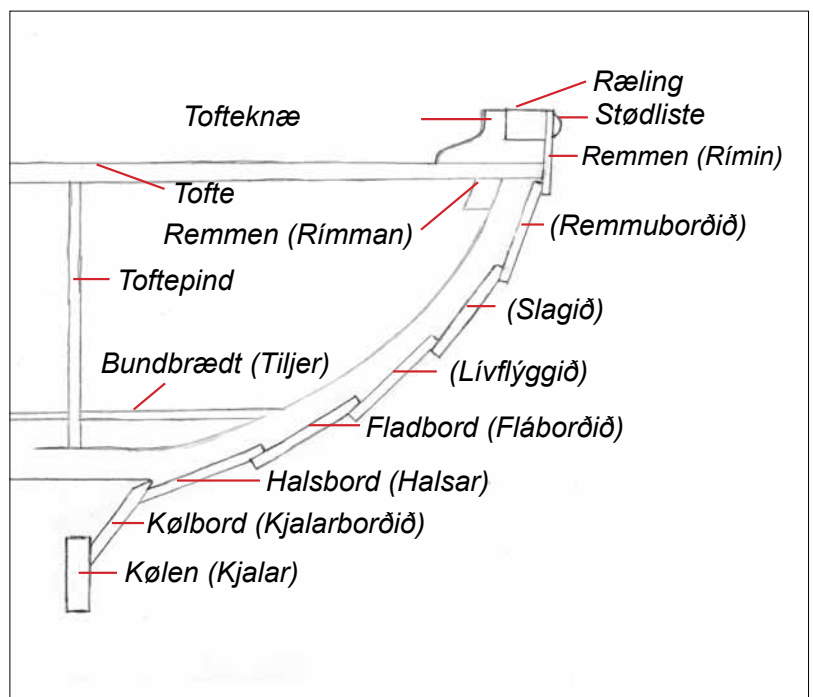 Ræling
Tofteknæ
Stødliste
Remmen (Rímin)
Tofte
Remmen (Rímman)
(Remmuborðið)
Toftepind
(Slagið)
Bundbrædt (Tiljer)
(Lívflýggið)
Fladbord (Fláborðið)
Halsbord (Halsar)
Kølbord (Kjalarborðið)
Kølen (Kjalar)